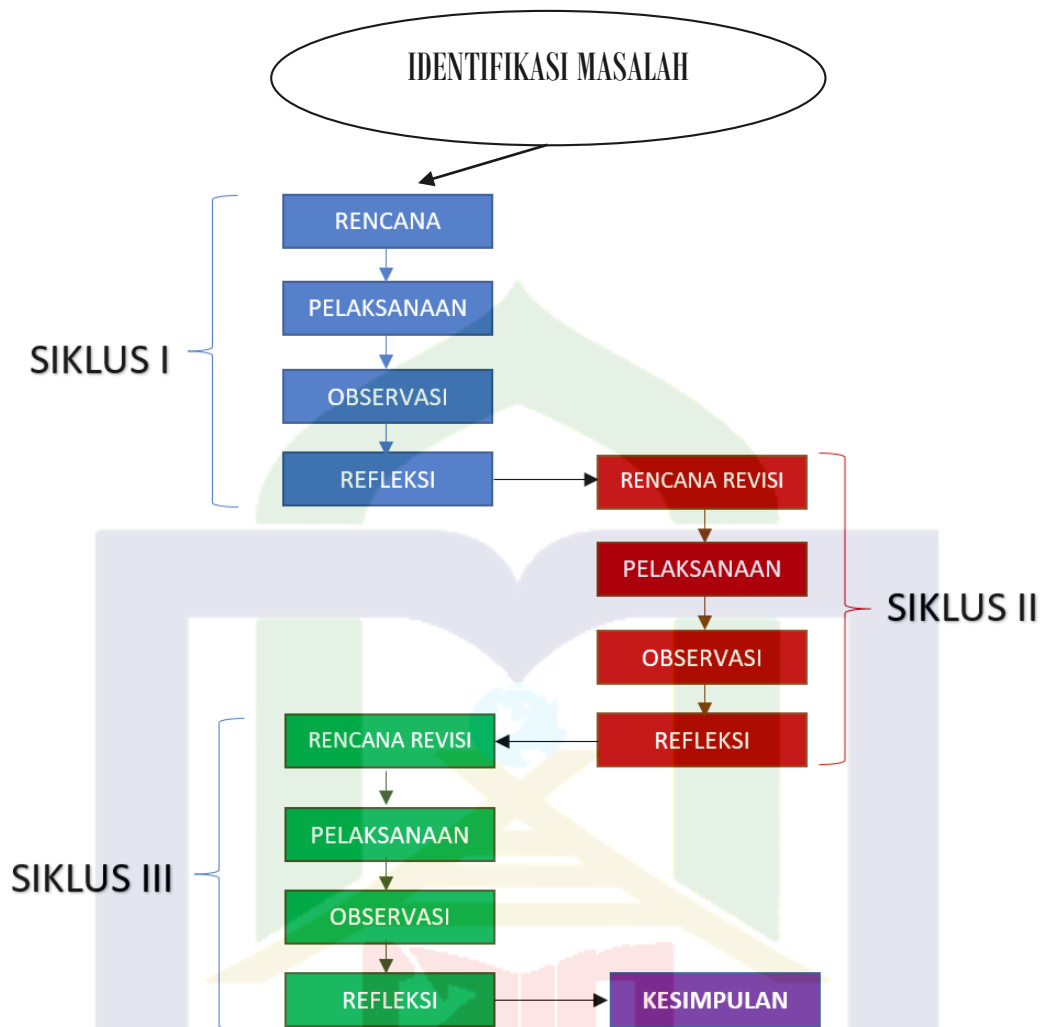 IDENTIFIKASI MASALAH
SIKLUS I
RENCANA
PELAKSANAAN
OBSERVASI
REFLEKSI
SIKLUS II
RENCANA REVISI
PELAKSANAAN
OBSERVASI
REFLEKSI
SIKLUS III
RENCANA REVISI
PELAKSANAAN
OBSERVASI
REFLEKSI
KESIMPULAN